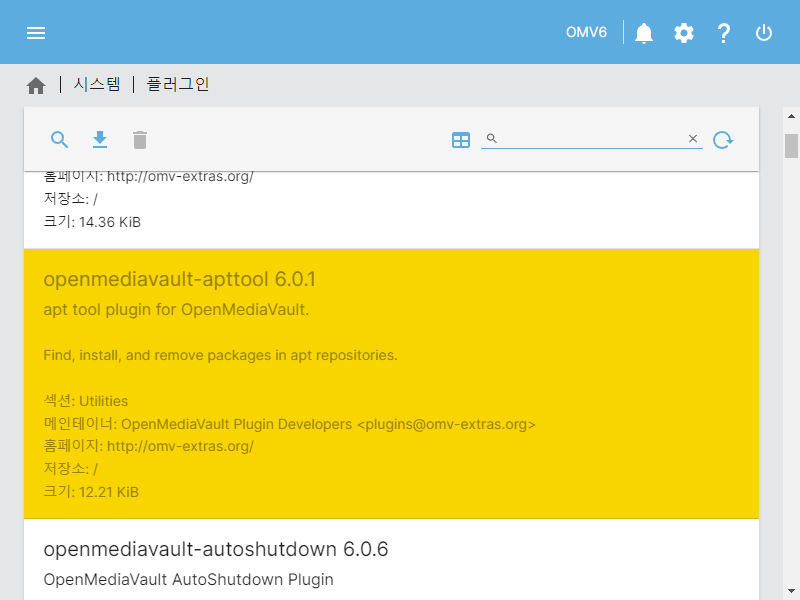 OMV6
시스템 | 플러그인
홈페이지: http://omv-extras.org/
저장소: /
크기: 14.36 KiB
openmediavault-apttool 6.0.1
apt tool plugin for OpenMediaVault.
Find, install, and remove packages in apt repositories.
섹션: Utilities
메인테이너: OpenMediaVault Plugin Developers <plugins@omv-extras.org>
홈페이지: http://omv-extras.org/
저장소: /
크기: 12.21 KiB
openmediavault-autoshutdown 6.0.6
OpenMediaVault AutoShutdown Plugin